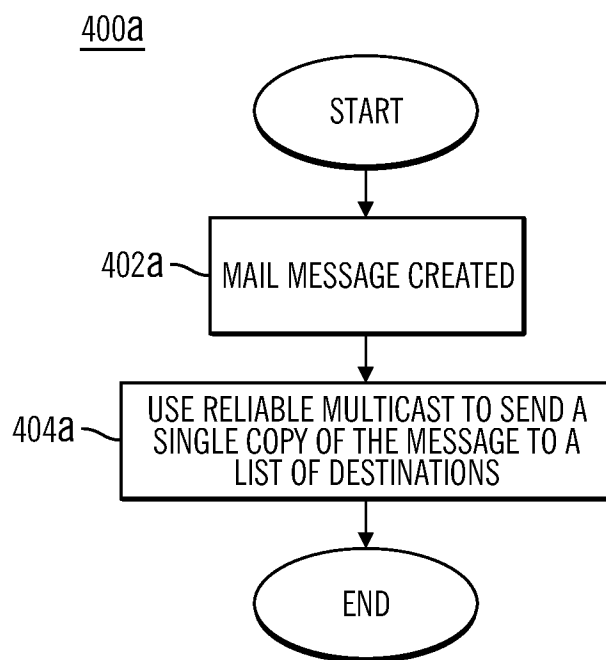 400a
START
402a
MAIL MESSAGE CREATED
404a
USE RELIABLE MULTICAST TO SEND A
SINGLE COPY OF THE MESSAGE TO A
LIST OF DESTINATIONS
END